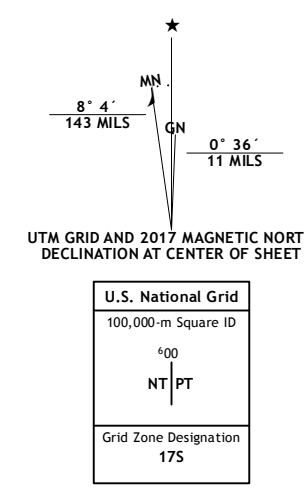 ★
MN
8° 4´
143 MILS
GN
0° 36´
11 MILS
UTM GRID AND 2017 MAGNETIC NORT
DECLINATION AT CENTER OF SHEET
U.S. National Grid
100,000-m Square ID
⁶00
NT PT
Grid Zone Designation
17S